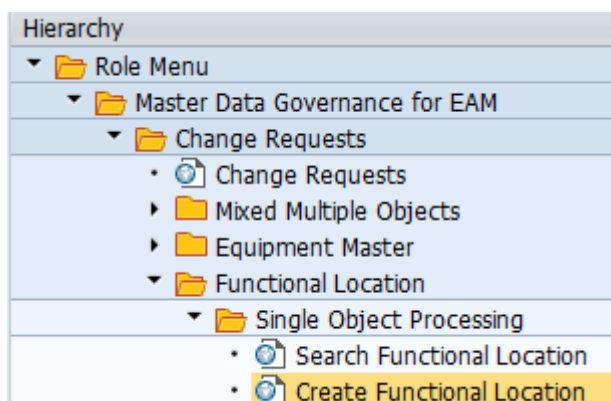 Hierarchy
Role Menu
Master Data Governance for EAM
Change Requests
Change Requests
Mixed Multiple Objects
Equipment Master
Functional Location
Single Object Processing
Search Functional Location
Create Functional Location